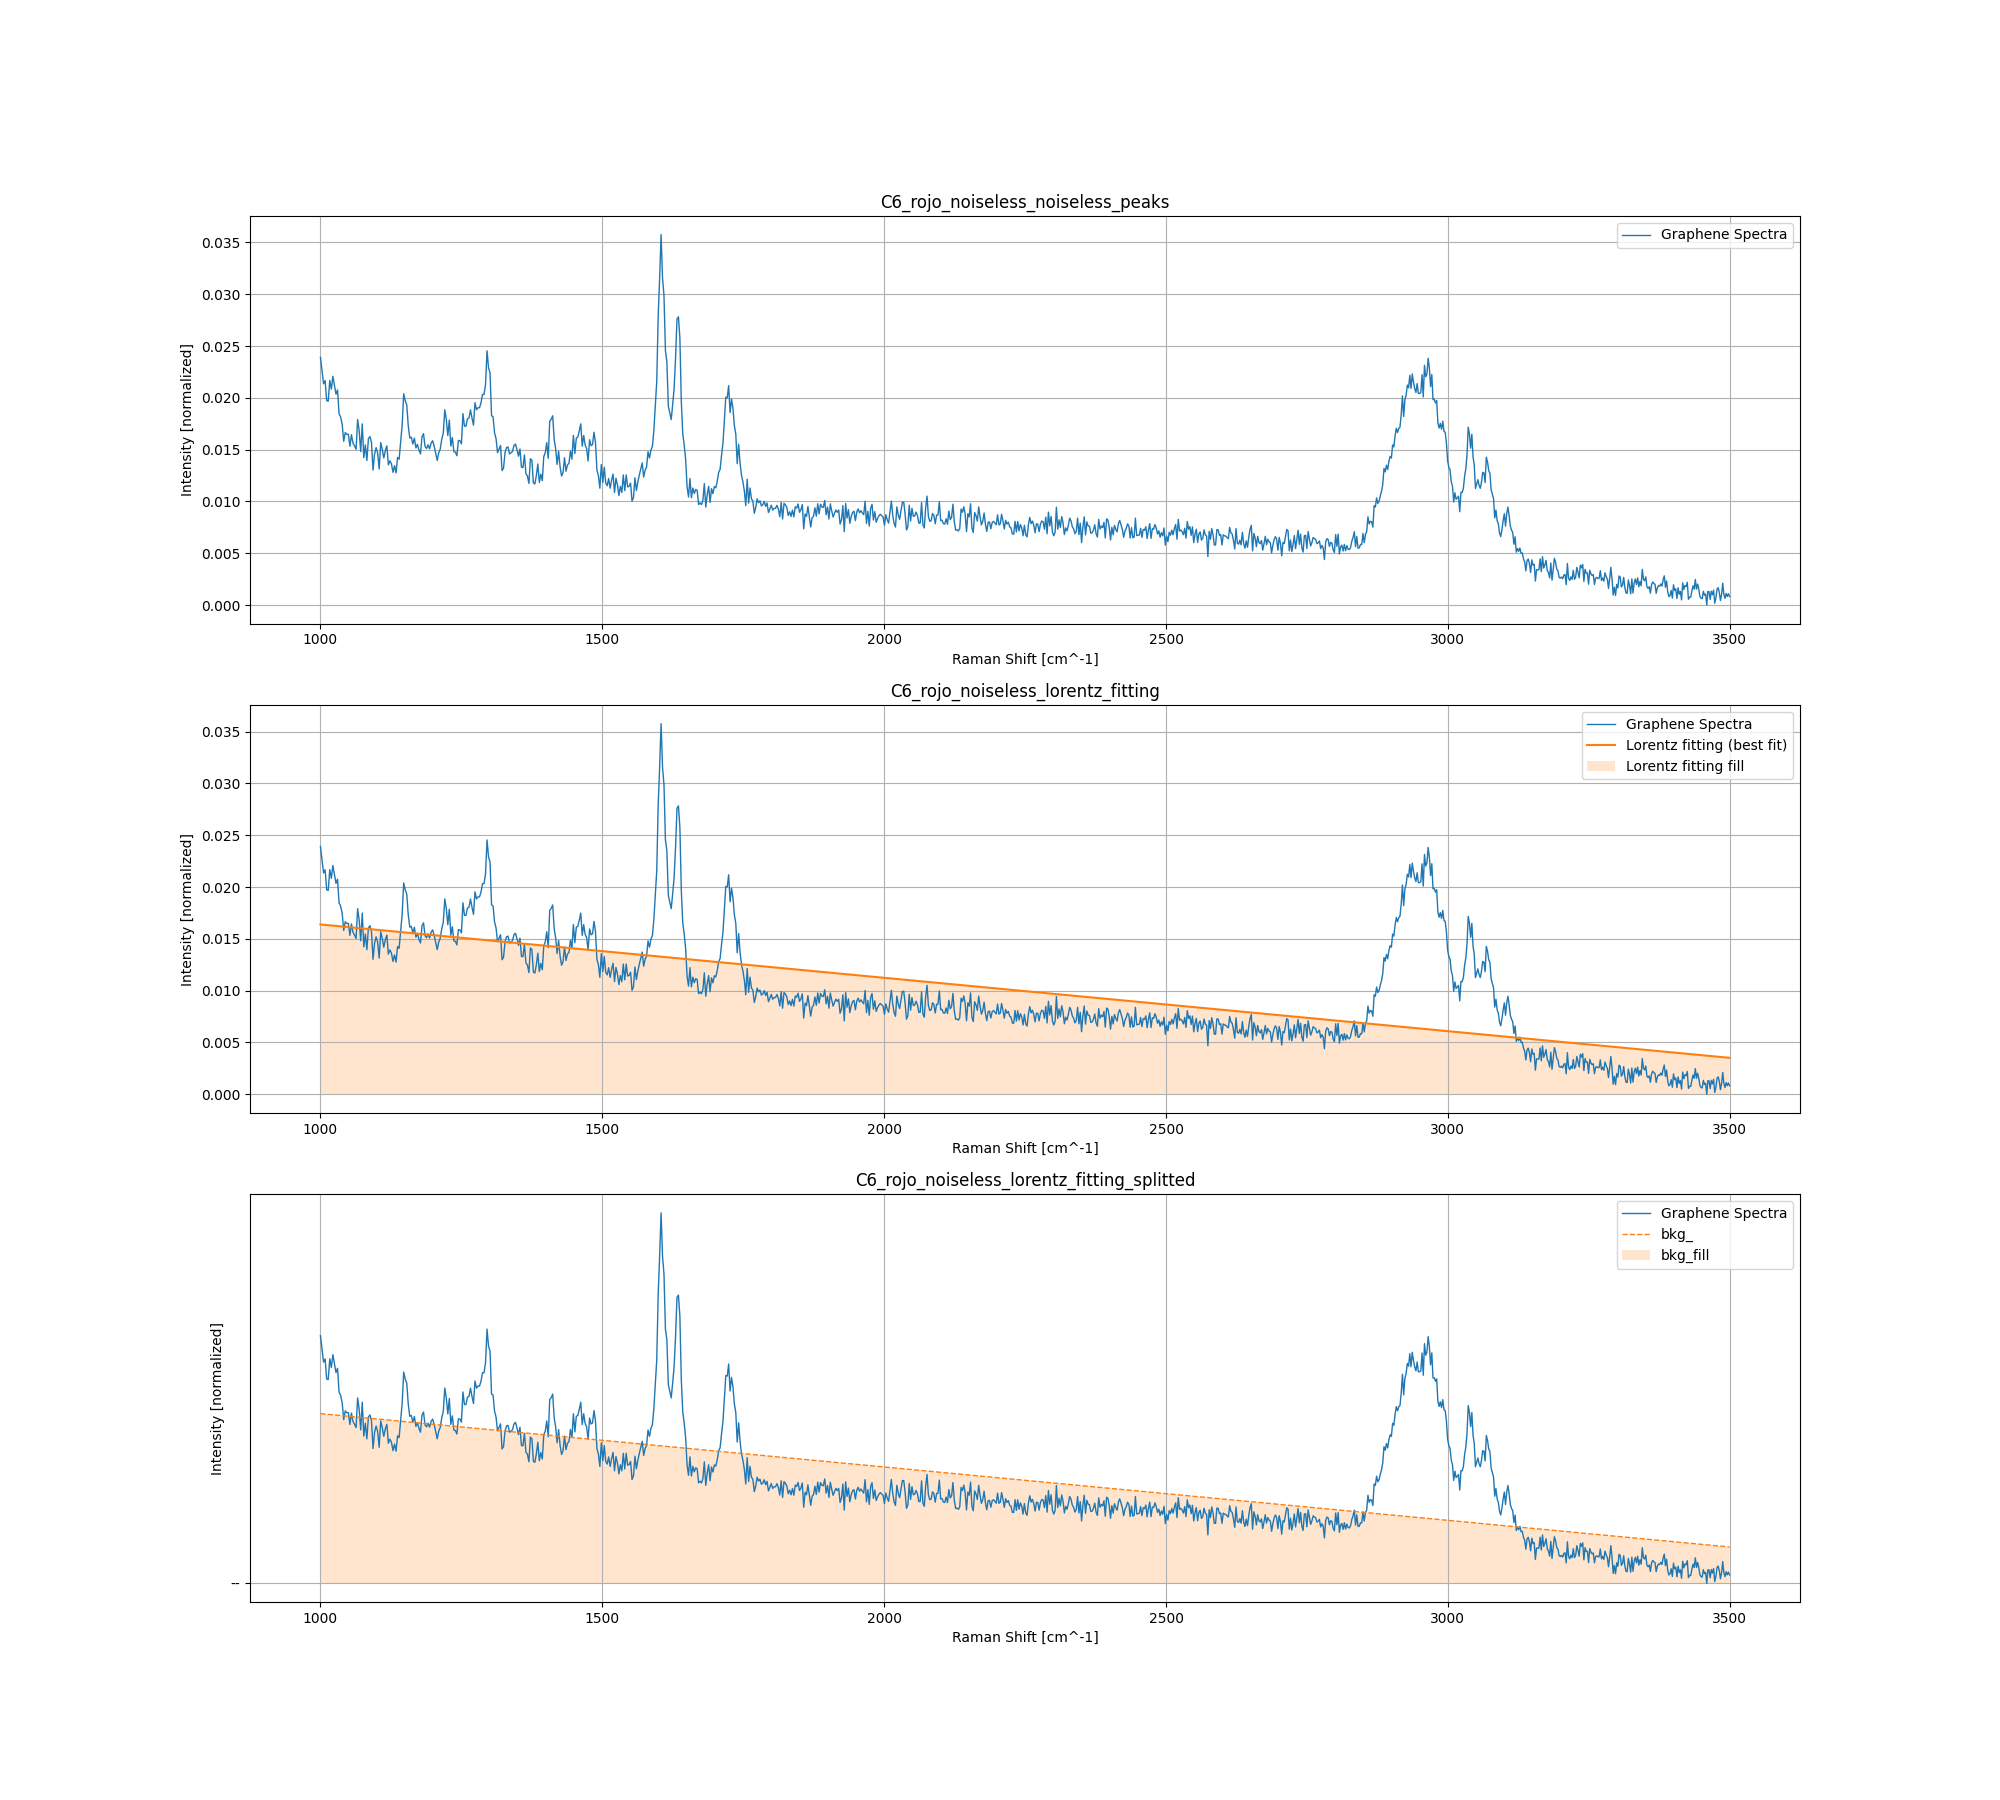 C6_rojo_noiseless_noiseless_peaks
Graphene Spectra
Intensity [normalized]
0.035
0.030
0.025
0.020
0.015
0.010
0.005
0.000
1000 1500 2000 2500 3000 3500
Raman Shift [cm^-1]
C6_rojo_noiseless_lorentz_fitting
Graphene Spectra
Lorentz fitting (best fit)
Lorentz fitting fill
Intensity [normalized]
0.035
0.030
0.025
0.020
0.015
0.010
0.005
0.000
1000 1500 2000 2500 3000 3500
Raman Shift [cm^-1]
C6_rojo_noiseless_lorentz_fitting_splitted
Graphene Spectra
bkg_
bkg_fill
Intensity [normalized]
--
1000 1500 2000 2500 3000 3500
Raman Shift [cm^-1]